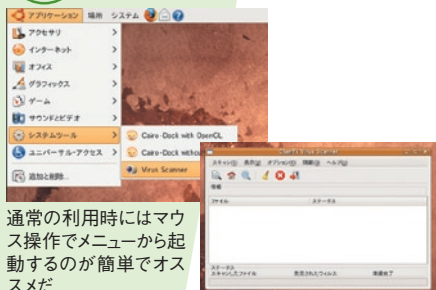 アプリケーション 場所 システム
アクセサリ
インターネット
オフィス
グラフィックス
ゲーム
サウンドとビデオ
システムツール
ユニバーサル・アクセス
追加と削除...
Cairo-Dock with OpenGL
Cairo-Dock withou
Virus Scanner
スキャン(S) 表示(V) オプション(O) 隔離(Q) ヘルプ(H)
情報
ファイル ステータス
ステータス
スキャンしたファイル 発見されたウィルス 準備完了
通常の利用時にはマウ
ス操作でメニューから起
動するのが簡単でオス
スメだ